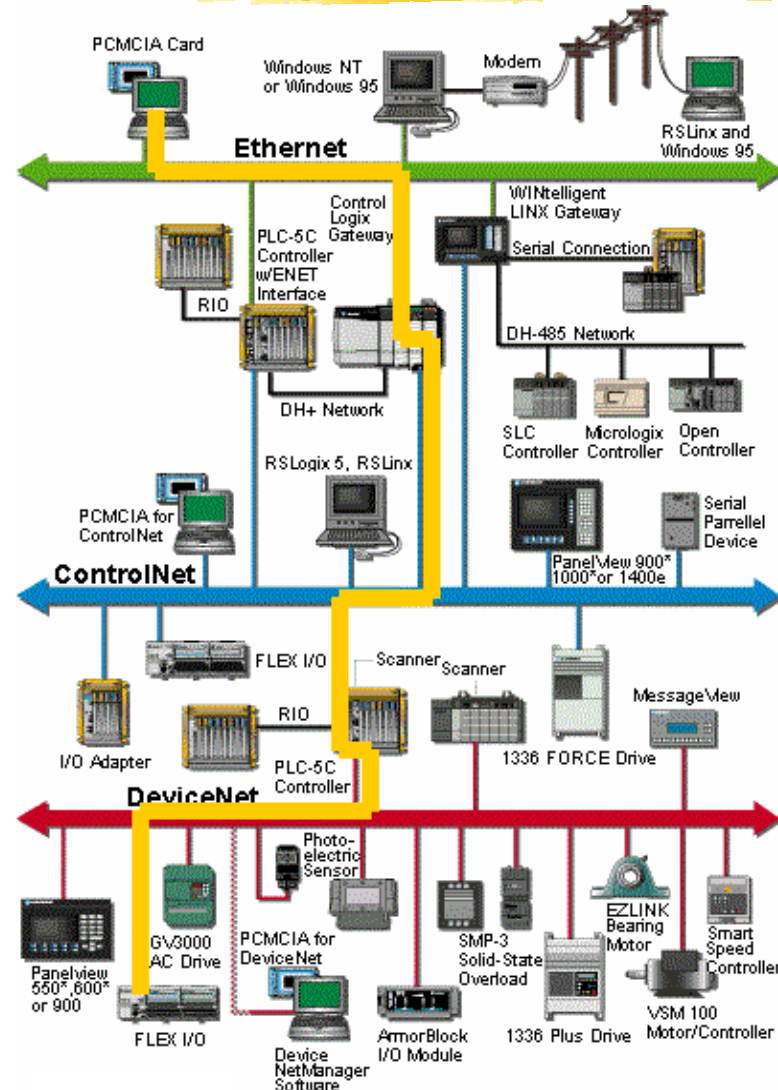 PCMCIA Card
Windows NT
or Windows 95
Modem
RSLinx and
Windows 95
Ethernet
PLC-5C
Controller
w/ENET
Interface
Control
Logix
Gateway
WINtelligent
LINX Gateway
Serial Connection
RIO
DH+ Network
DH-485 Network
SLC
Controller
Micrologix
Controller
Open
Controller
PCMCIA for
ControlNet
RSLogix 5, RSLinx
PanelView 900*
1000*or 1400e
Serial
Parrellel
Device
ControlNet
FLEX I/O
Scanner
Scanner
I/O Adapter
RIO
PLC-5C
Controller
1336 FORCE Drive
MessageView
DeviceNet
Photo-
electric
Sensor
Panelview
550*,600*
or 900
GV3000
AC Drive
FLEX I/O
PCMCIA for
DeviceNet
Device
NetManager
Software
ArmorBlock
I/O Module
SMP-3
Solid-State
Overload
1336 Plus Drive
EZLINK
Bearing
Motor
VSM 100
Motor/Controller
Smart
Speed
Controller